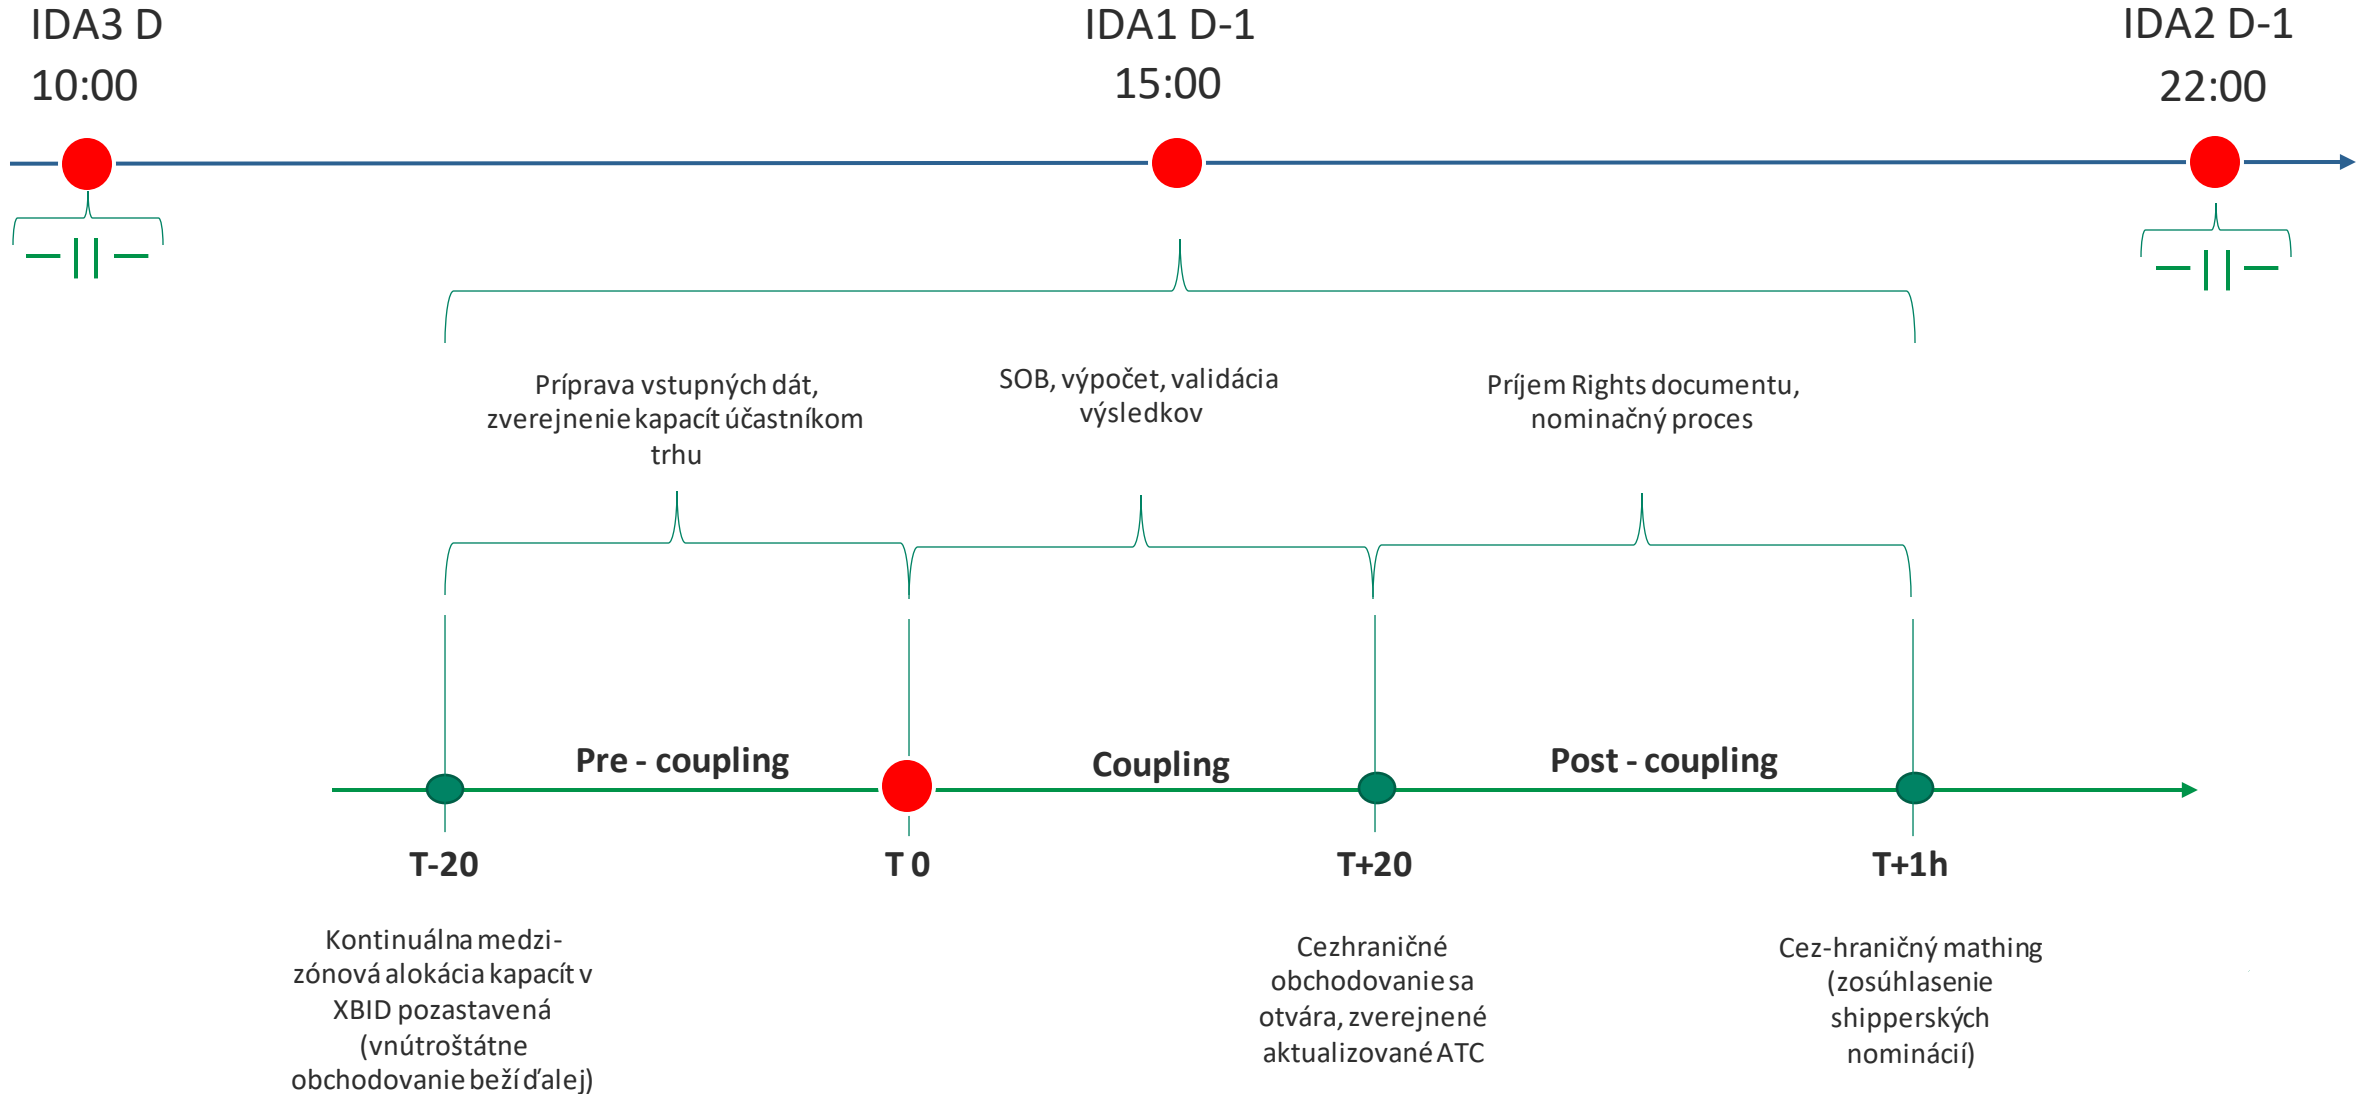 IDA3 D
10:00
IDA1 D-1
15:00
IDA2 D-1
22:00
Príprava vstupných dát,
zverejnenie kapacít účastníkom
trhu
SOB, výpočet, validácia
výsledkov
Príjem Rights documentu,
nominačný proces
Pre - coupling
Coupling
Post - coupling
T-20
T 0
T+20
T+1h
Kontinuálna medzi-
zónová alokácia kapacít v
XBID pozastavená
(vnútroštátne
obchodovanie beží ďalej)
Cezhraničné
obchodovanie sa
otvára, zverejnené
aktualizované ATC
Cez-hraničný mathing
(zosúhlasenie
shipperských
nominácií)